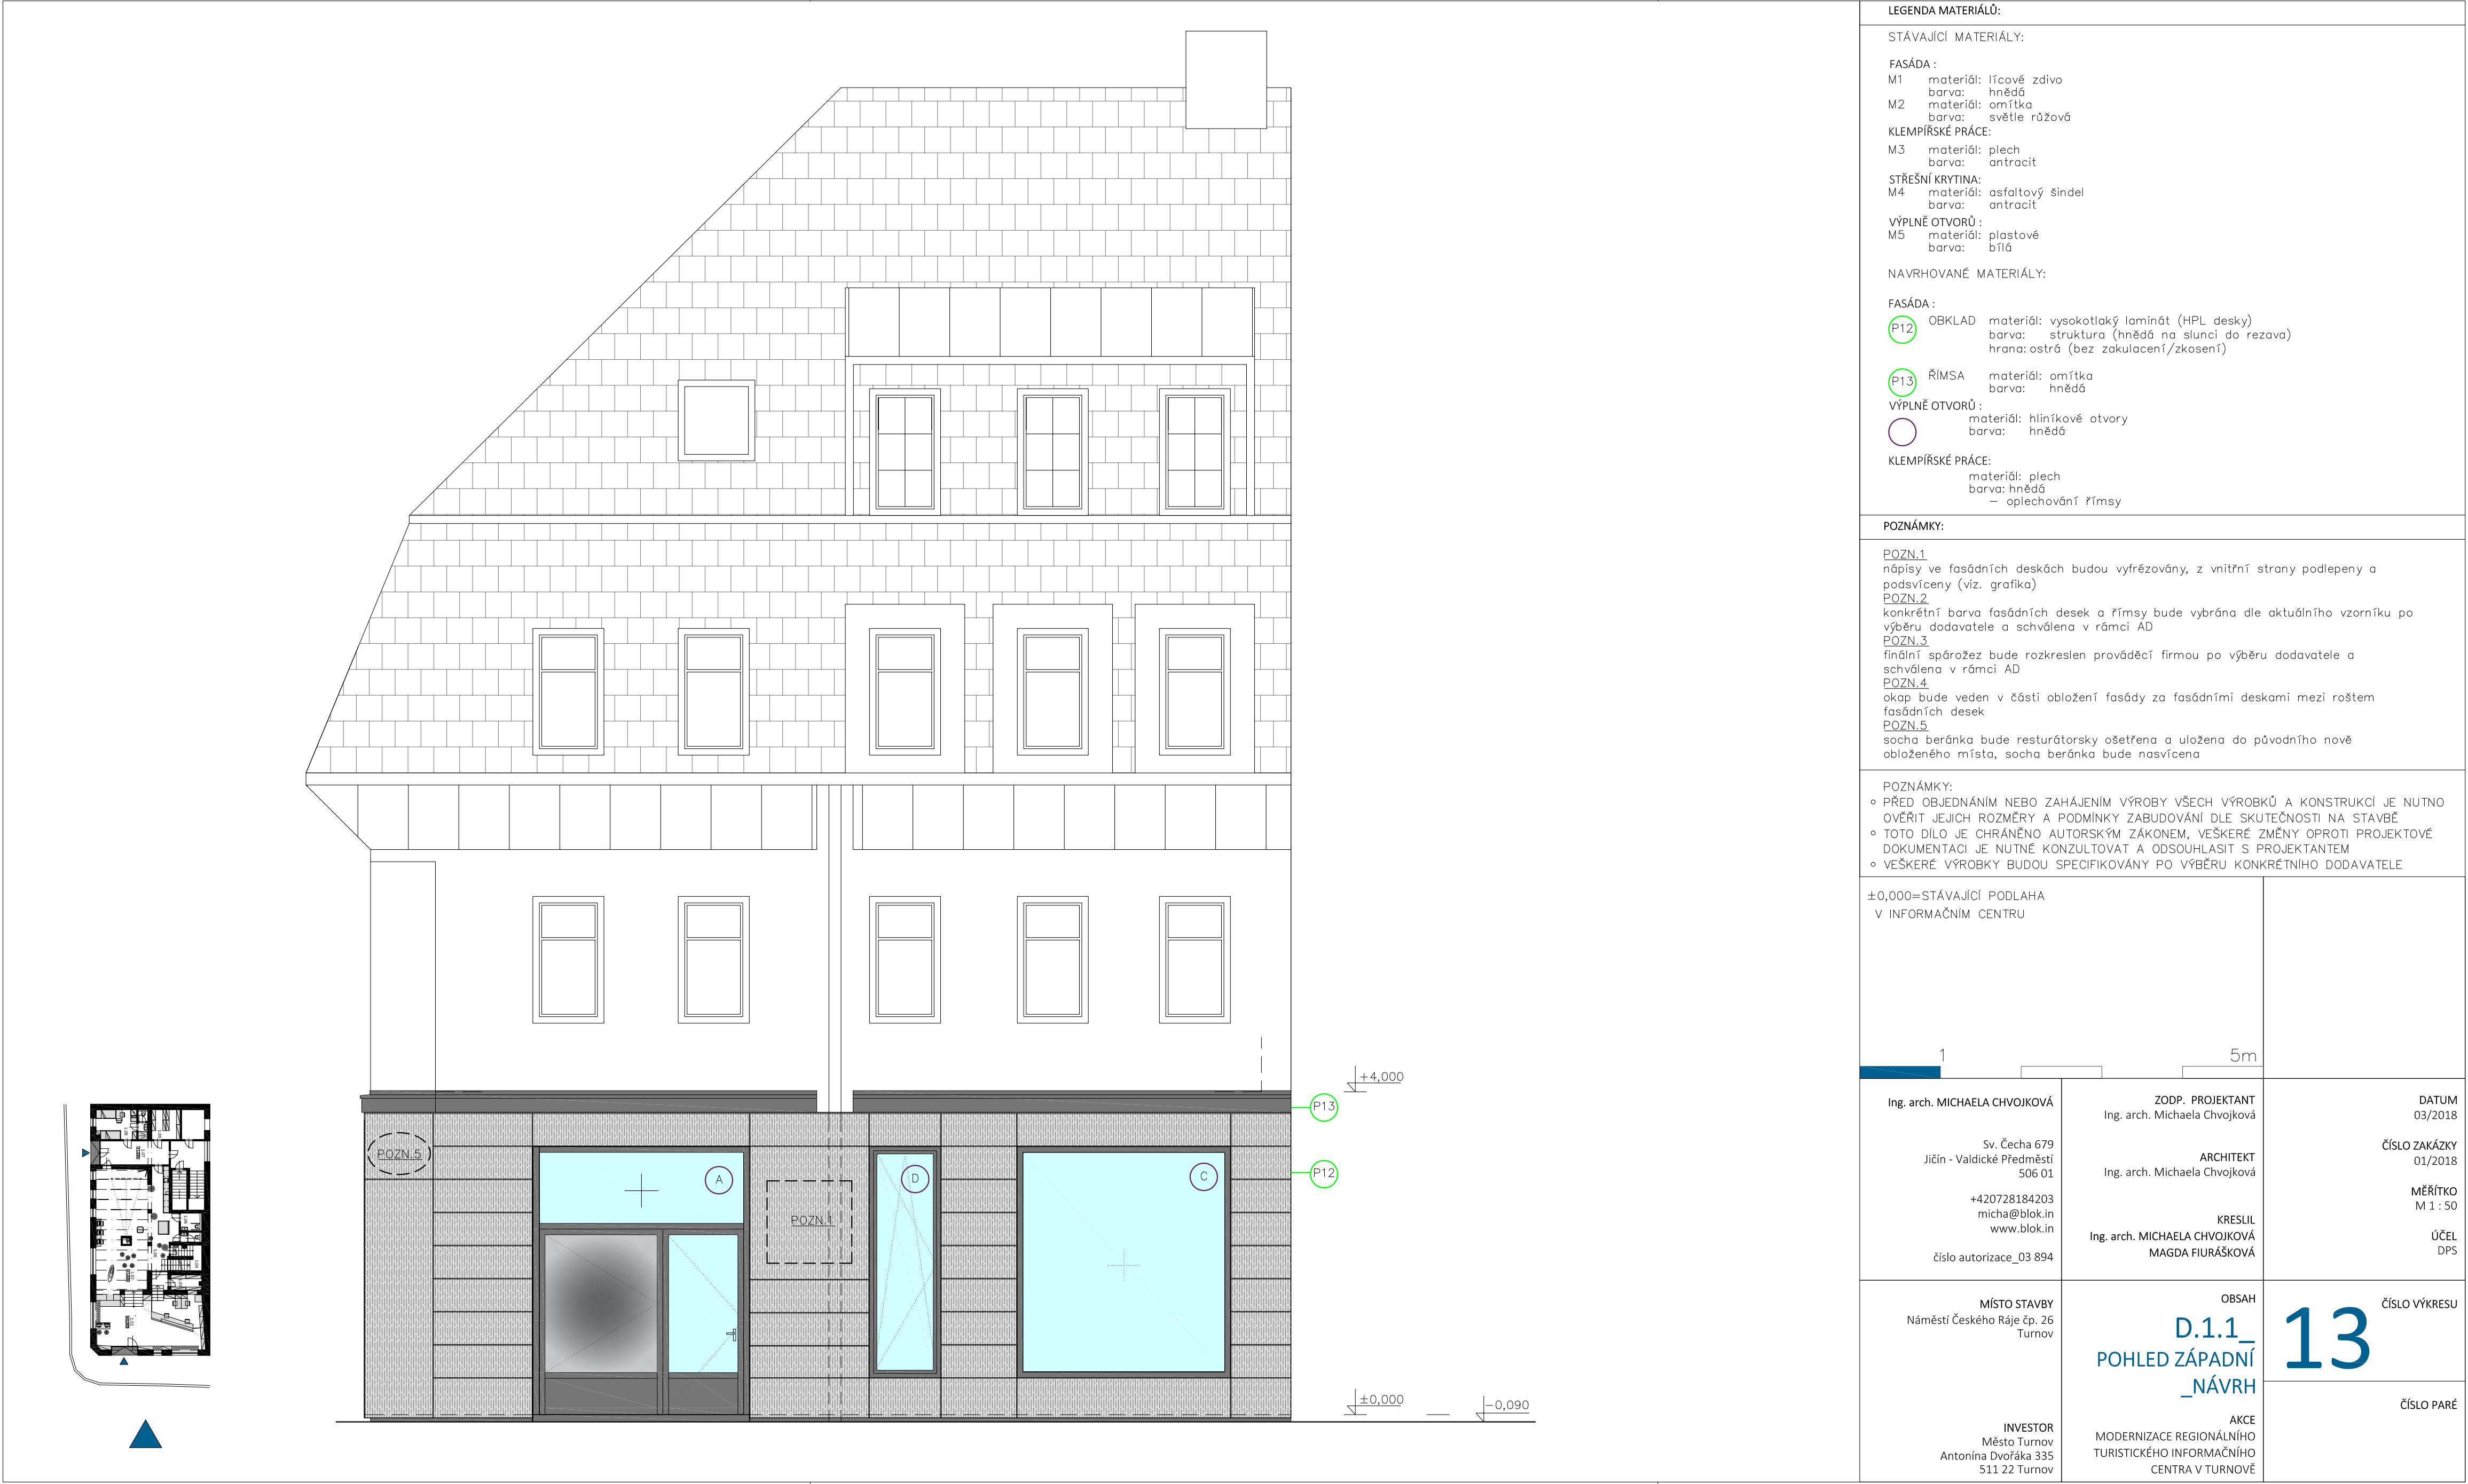 LEGENDA MATERIÁLŮ:
STÁVAJÍCÍ MATERIÁLY:
FASÁDA :
M1 materiál: lícové zdivo
barva: hnědá
M2 materiál: omítka
barva: světle růžová
KLEMPÍŘSKÉ PRÁCE:
M3 materiál: plech
barva: antracit
STŘEŠNÍ KRYTINA:
M4 materiál: asfaltový šindel
barva: antracit
VÝPLNĚ OTVORŮ :
M5 materiál: plastové
barva: bílá
NAVRHOVANÉ MATERIÁLY:
FASÁDA :
P12 OBKLAD materiál: vysokotlaký laminát (HPL desky)
barva: struktura (hnědá na slunci do rezava)
hrana: ostrá (bez zakulacení/zkosení)
P13 ŘÍMSA materiál: omítka
barva: hnědá
VÝPLNĚ OTVORŮ :
materiál: hliníkové otvory
barva: hnědá
KLEMPÍŘSKÉ PRÁCE:
materiál: plech
barva: hnědá
– oplechování římsy
POZNÁMKY:
POZN.1
nápisy ve fasádních deskách budou vyfrézovány, z vnitřní strany podlepeny a
podsvíceny (viz. grafika)
POZN.2
konkrétní barva fasádních desek a římsy bude vybrána dle aktuálního vzorníku po
výběru dodavatele a schválena v rámci AD
POZN.3
finální spárořez bude rozkreslen prováděcí firmou po výběru dodavatele a
schválena v rámci AD
POZN.4
okap bude veden v části obložení fasády za fasádními deskami mezi roštem
fasádních desek
POZN.5
socha beránka bude resturátorsky ošetřena a uložena do původního nově
obloženého místa, socha beránka bude nasvícena
POZNÁMKY:
PŘED OBJEDNÁNÍM NEBO ZAHÁJENÍM VÝROBY VŠECH VÝROBKŮ A KONSTRUKCÍ JE NUTNO
OVĚŘIT JEJICH ROZMĚRY A PODMÍNKY ZABUDOVÁNÍ DLE SKUTEČNOSTI NA STAVBĚ
TOTO DÍLO JE CHRÁNĚNO AUTORSKÝM ZÁKONEM, VEŠKERÉ ZMĚNY OPROTI PROJEKTOVÉ
DOKUMENTACI JE NUTNÉ KONZULTOVAT A ODSOUHLASIT S PROJEKTANTEM
VEŠKERÉ VÝROBKY BUDOU SPECIFIKOVÁNY PO VÝBĚRU KONKRÉTNÍHO DODAVATELE
±0,000=STÁVAJÍCÍ PODLAHA
V INFORMAČNÍM CENTRU
1 5m
+4,000
P13
P12
POZN.5
A
D
C
POZN.1
±0,000
-0,090
Ing. arch. MICHAELA CHVOJKOVÁ
Sv. Čecha 679
Jičín - Valdické Předměstí
506 01
+420728184203
micha@blok.in
www.blok.in
číslo autorizace_03 894
ZODP. PROJEKTANT
Ing. arch. Michaela Chvojková
ARCHITEKT
Ing. arch. Michaela Chvojková
KRESLIL
Ing. arch. MICHAELA CHVOJKOVÁ
MAGDA FIURÁŠKOVÁ
DATUM
03/2018
ČÍSLO ZAKÁZKY
01/2018
MĚŘÍTKO
M 1 : 50
ÚČEL
DPS
MÍSTO STAVBY
Náměstí Českého Ráje čp. 26
Turnov
INVESTOR
Město Turnov
Antonína Dvořáka 335
511 22 Turnov
OBSAH
D.1.1_
POHLED ZÁPADNÍ
_NÁVRH
AKCE
MODERNIZACE REGIONÁLNÍHO
TURISTICKÉHO INFORMAČNÍHO
CENTRA V TURNOVĚ
ČÍSLO VÝKRESU
13
ČÍSLO PARÉ